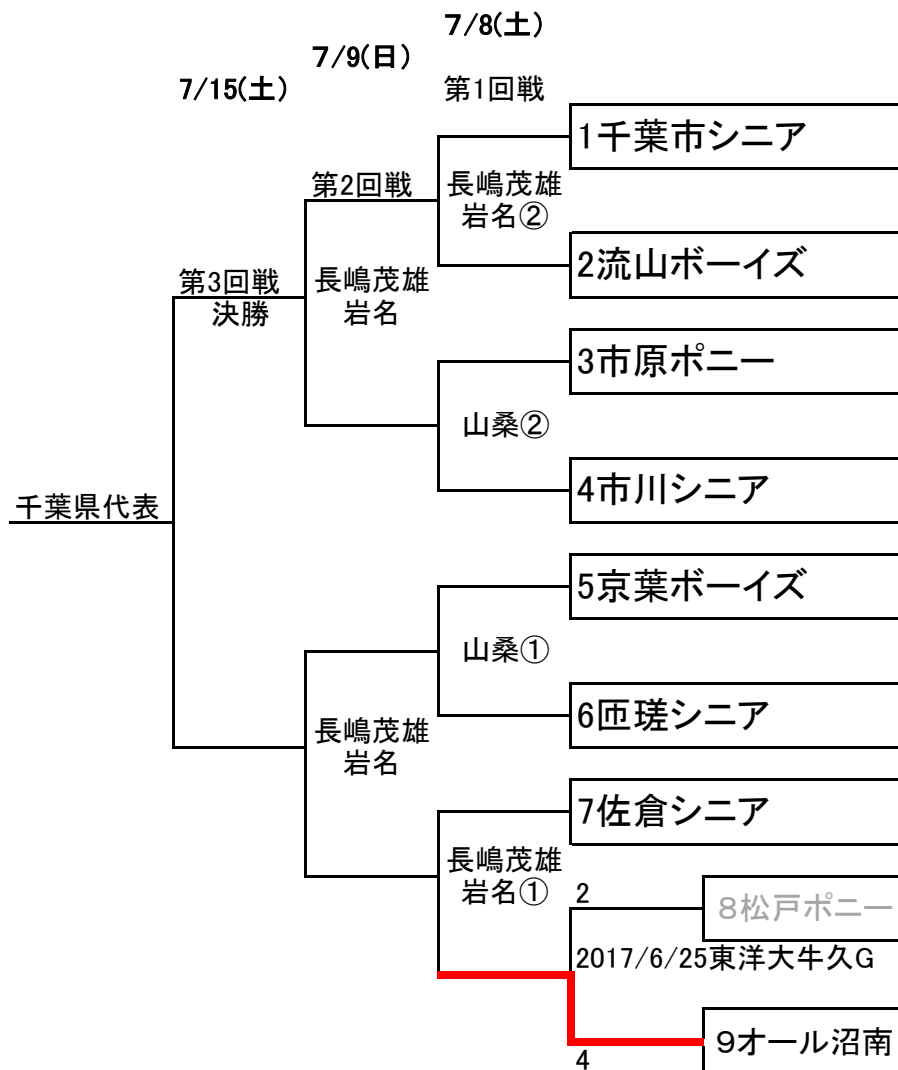 7/8(土)
7/9(日)
7/15(土)
第1回戦
1千葉市シニア
第2回戦
長嶋茂雄
岩名②
2流山ボーイズ
第3回戦
決勝
長嶋茂雄
岩名
3市原ポニー
山桑②
4市川シニア
千葉県代表
5京葉ボーイズ
山桑①
6匝瑳シニア
長嶋茂雄
岩名
7佐倉シニア
長嶋茂雄
岩名①
2
8松戸ポニー
2017/6/25東洋大牛久G
9オール沼南
4